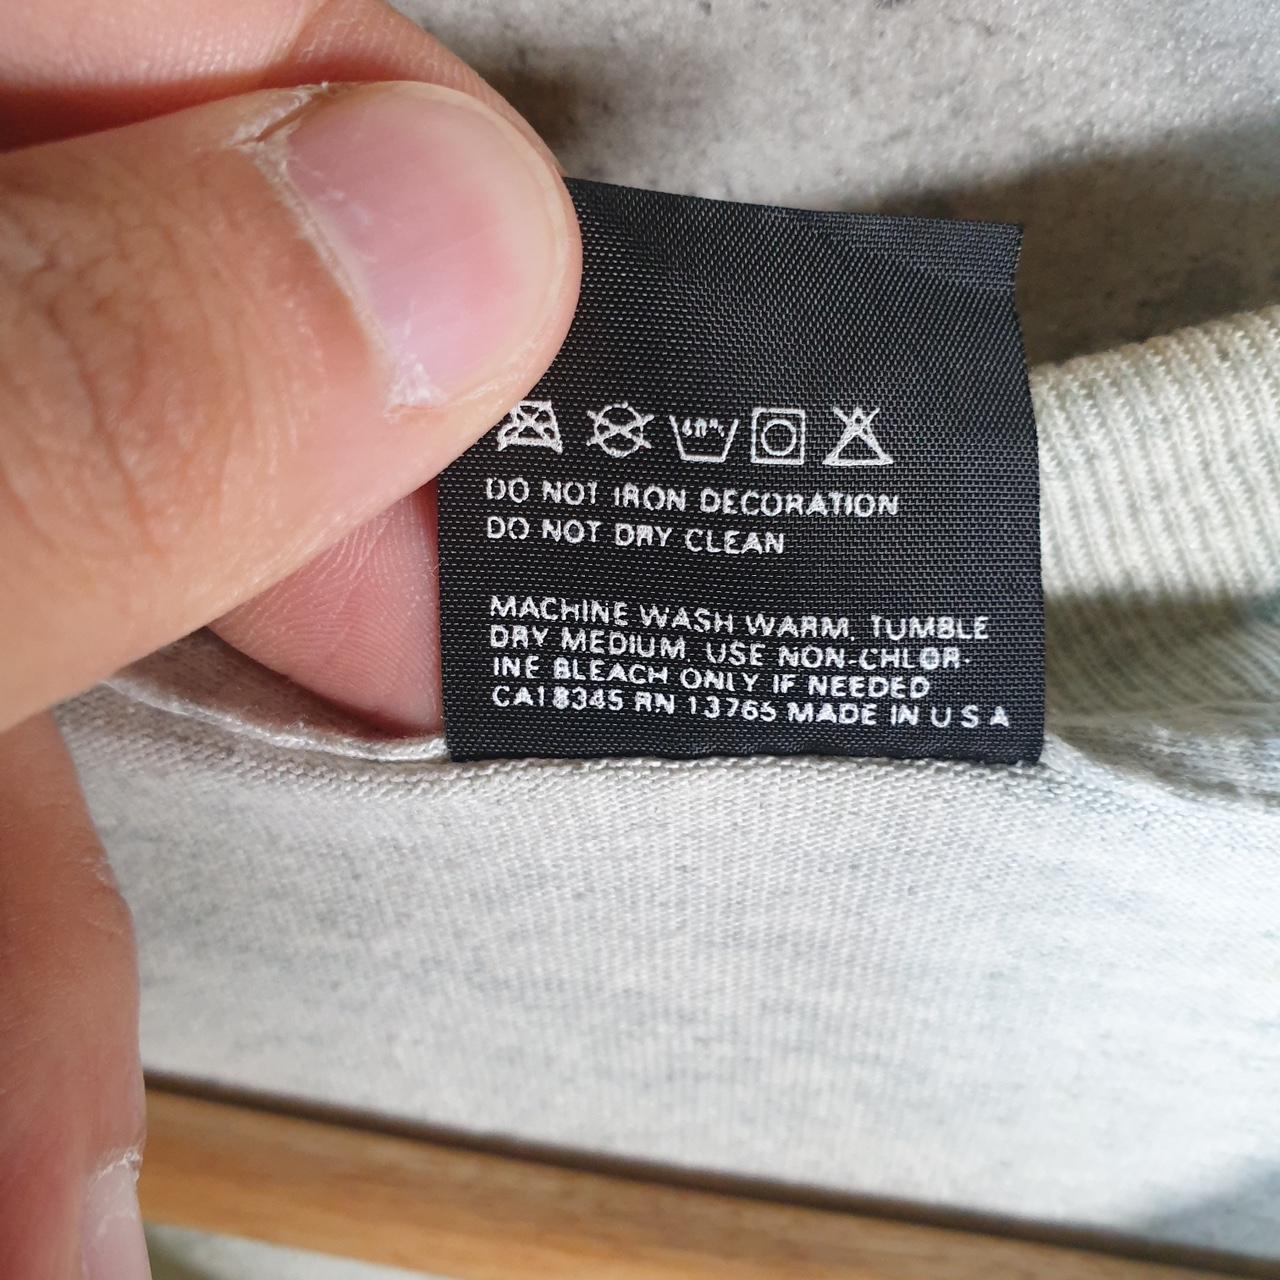 60°
DO NOT IRON DECORATION
DO NOT DRY CLEAN
MACHINE WASH WARM. TUMBLE
DRY MEDIUM. USE NON-CHLOR-
INE BLEACH ONLY IF NEEDED
CA18345 RN 13765 MADE IN U S A